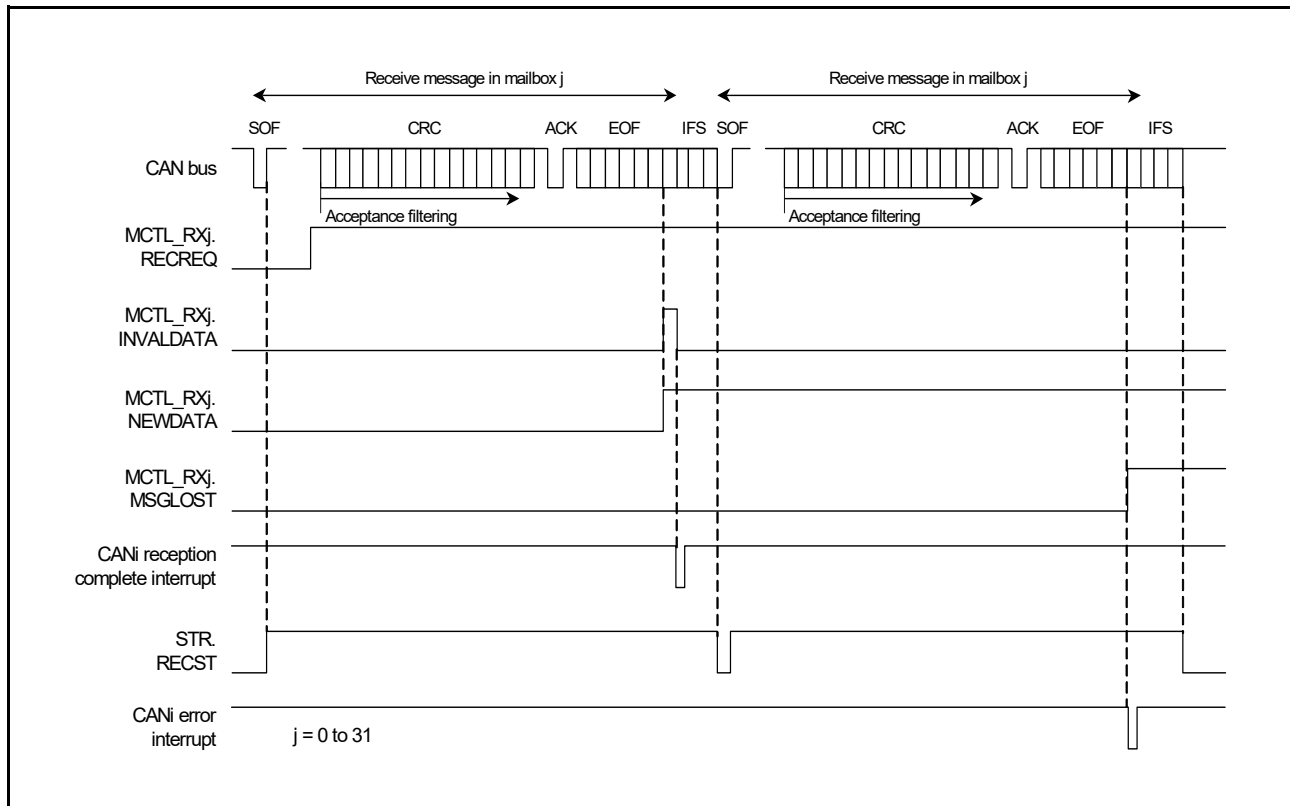 Receive message in mailbox j Receive message in mailbox j
SOF CRC ACK EOF IFS SOF CRC ACK EOF IFS
CAN bus
Acceptance filtering Acceptance filtering
MCTL_RXj.
RECREQ
MCTL_RXj.
INVALDATA
MCTL_RXj.
NEWDATA
MCTL_RXj.
MSGLOST
CANi reception
complete interrupt
STR.
RECST
CANi error
interrupt
j = 0 to 31